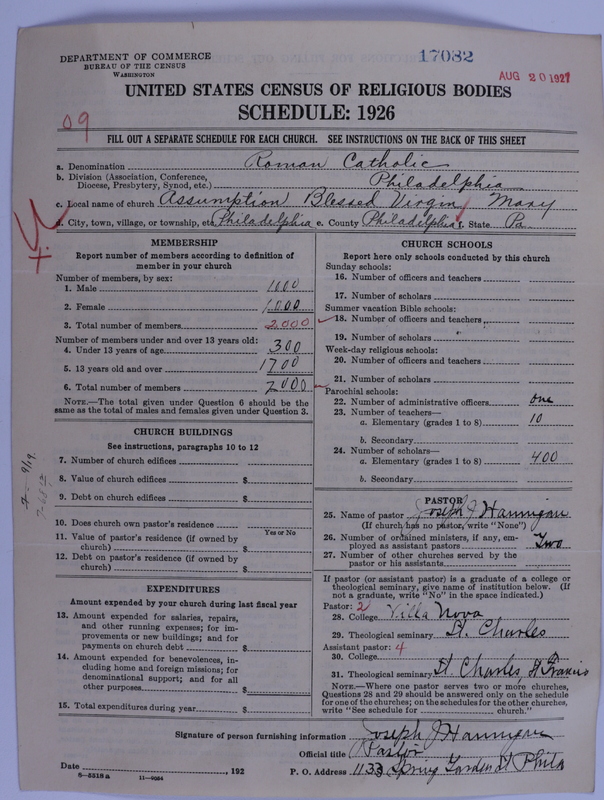 17082
DEPARTMENT OF COMMERCE
BUREAU OF THE CENSUS
WASHINGTON
AUG 20 1927
UNITED STATES CENSUS OF RELIGIOUS BODIES
SCHEDULE: 1926
09
FILL OUT A SEPARATE SCHEDULE FOR EACH CHURCH. SEE INSTRUCTIONS ON THE BACK OF THIS SHEET
a. Denomination Roman Catholic
b. Division (Association, Conference,
Diocese, Presbytery, Synod, etc.) Philadelphia
c. Local name of church Assumption Blessed Virgin Mary
d. City, town, village, or township, etc. Philadelphia e. County Philadelphia f. State Pa
MEMBERSHIP
Report number of members according to definition of
member in your church
Number of members, by sex:
1. Male 1000
2. Female 1000
3. Total number of members 2000
Number of members under and over 13 years old:
4. Under 13 years of age 300
5. 13 years old and over 1700
6. Total number of members 2000
NOTE.—The total given under Question 6 should be the
same as the total of males and females given under Question 3.
CHURCH BUILDINGS
See instructions, paragraphs 10 to 12
7. Number of church edifices
8. Value of church edifices $
9. Debt on church edifices $
10. Does church own pastor's residence
Yes or No
11. Value of pastor's residence (if owned by
church) $
12. Debt on pastor's residence (if owned by
church) $
EXPENDITURES
Amount expended by your church during last fiscal year
13. Amount expended for salaries, repairs,
and other running expenses; for im-
provements or new buildings; and for
payments on church debt $
14. Amount expended for benevolences, in-
cluding home and foreign missions; for
denominational support; and for all
other purposes $
15. Total expenditures during year $
CHURCH SCHOOLS
Report here only schools conducted by this church
Sunday schools:
16. Number of officers and teachers
17. Number of scholars
Summer vacation Bible schools:
18. Number of officers and teachers
19. Number of scholars
Week-day religious schools:
20. Number of officers and teachers
21. Number of scholars
Parochial schools:
22. Number of administrative officers one
23. Number of teachers—
a. Elementary (grades 1 to 8) 10
b. Secondary
24. Number of scholars—
a. Elementary (grades 1 to 8) 400
b. Secondary
PASTOR
25. Name of pastor Joseph J Hannigan
(If church has no pastor, write "None")
26. Number of ordained ministers, if any, em-
ployed as assistant pastors Two
27. Number of other churches served by the
pastor or his assistants
If pastor (or assistant pastor) is a graduate of a college or
theological seminary, give name of institution below. (If
not a graduate, write "No" in the space indicated.)
Pastor: 2
28. College Villa Nova
29. Theological seminary St. Charles
Assistant pastor: 4
30. College
31. Theological seminary St Charles, St Francis
NOTE.—Where one pastor serves two or more churches,
Questions 28 and 29 should be answered only on the schedule
for one of the churches; on the schedules for the other churches,
write "See schedule for church."
Signature of person furnishing information Joseph J Hannigan
Official title Pastor
Date , 192
P. O. Address 1133 Spring Garden St Phila
8-5518a 11-9064